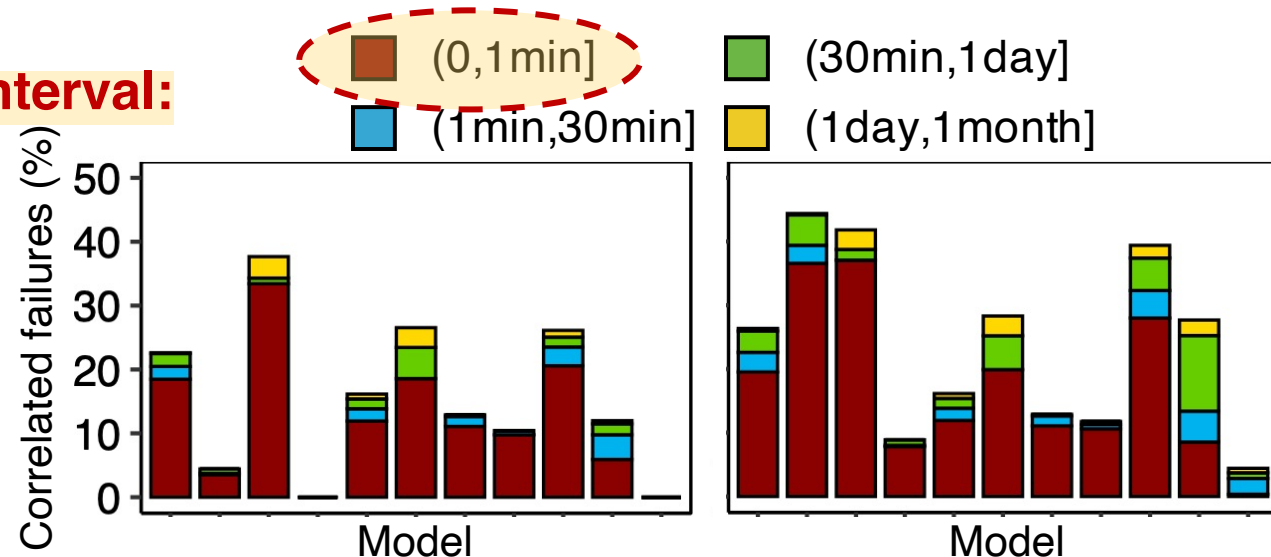 (0,1min]
(30min,1day]
nterval:
(1min,30min]
(1day,1month]
Correlated failures (%)
50
40
30
20
10
0
Model
Model